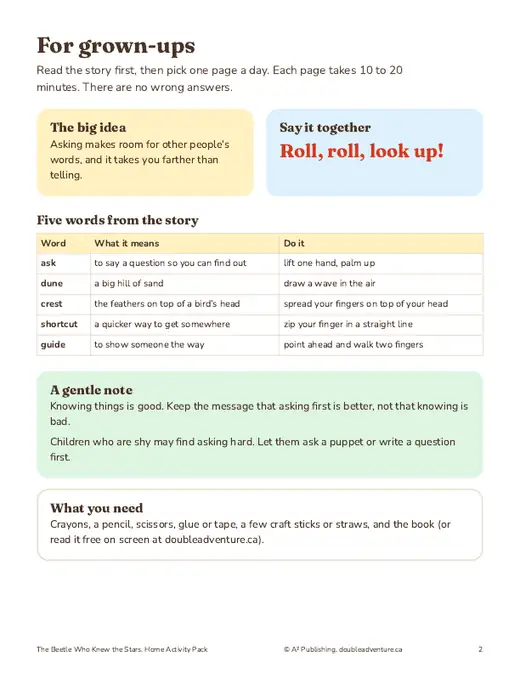 For grown-ups
Read the story first, then pick one page a day. Each page takes 10 to 20
minutes. There are no wrong answers.
The big idea
Asking makes room for other people's
words, and it takes you farther than
telling.
Say it together
Roll, roll, look up!
Five words from the story
Word What it means Do it
ask to say a question so you can find out lift one hand, palm up
dune a big hill of sand draw a wave in the air
crest the feathers on top of a bird's head spread your fingers on top of your head
shortcut a quicker way to get somewhere zip your finger in a straight line
guide to show someone the way point ahead and walk two fingers
A gentle note
Knowing things is good. Keep the message that asking first is better, not that knowing is
bad.
Children who are shy may find asking hard. Let them ask a puppet or write a question
first.
What you need
Crayons, a pencil, scissors, glue or tape, a few craft sticks or straws, and the book (or
read it free on screen at doubleadventure.ca).
The Beetle Who Knew the Stars. Home Activity Pack © A² Publishing. doubleadventure.ca 2